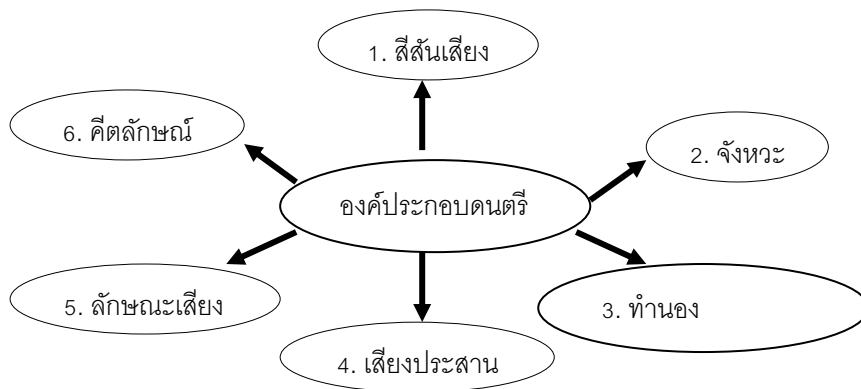 1. สีสันเสียง
6. คีตลักษณ์
2. จังหวะ
องค์ประกอบดนตรี
5. ลักษณะเสียง
3. ทำนอง
4. เสียงประสาน